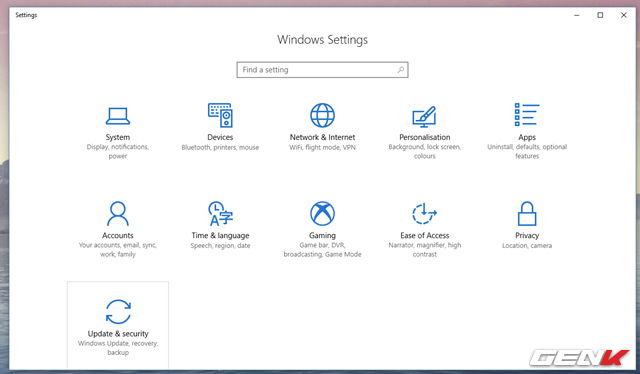 Settings
Windows Settings
Find a setting
System
Display, notifications,
power
Devices
Bluetooth, printers, mouse
Network & Internet
WiFi, flight mode, VPN
Personalisation
Background, lock screen,
colours
Apps
Uninstall, defaults, optional
features
Accounts
Your accounts, email, sync,
work, family
Time & language
Speech, region, date
Gaming
Game bar, DVR,
broadcasting, Game Mode
Ease of Access
Narrator, magnifier, high
contrast
Privacy
Location, camera
Update & security
Windows Update, recovery,
backup
GENK